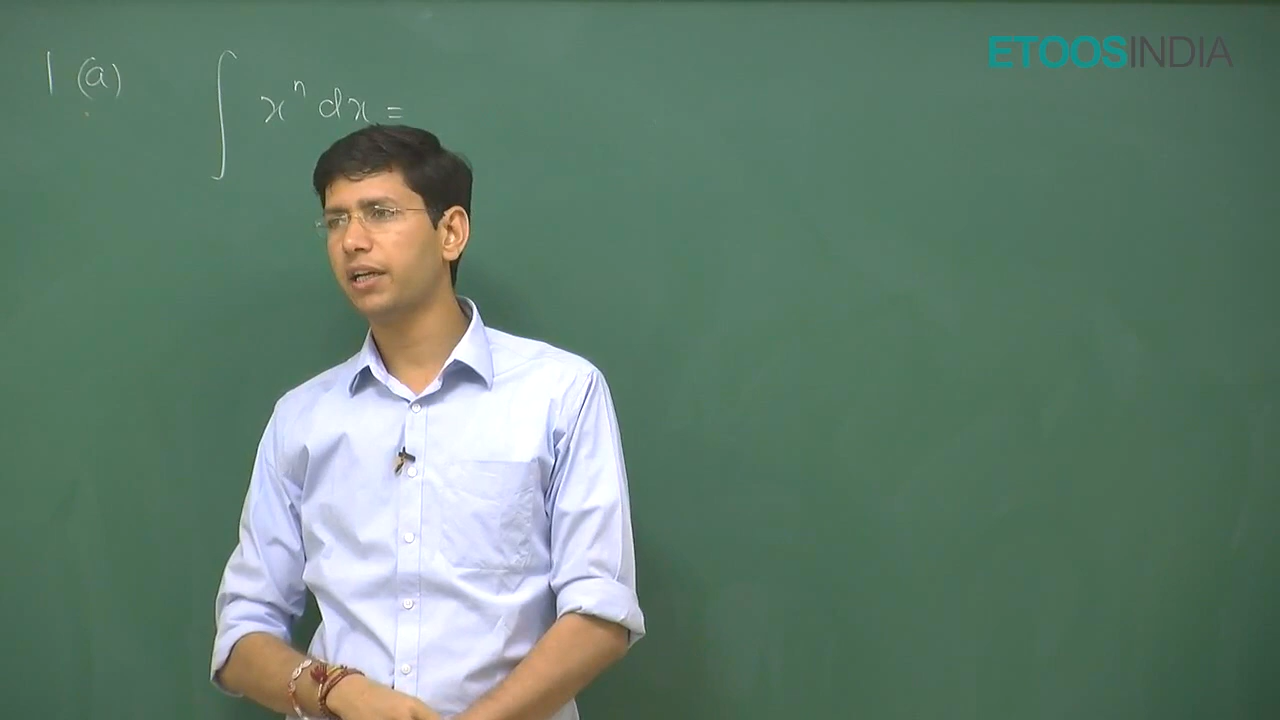 ETOOSINDIA
1 (a) ∫ xⁿ dx =